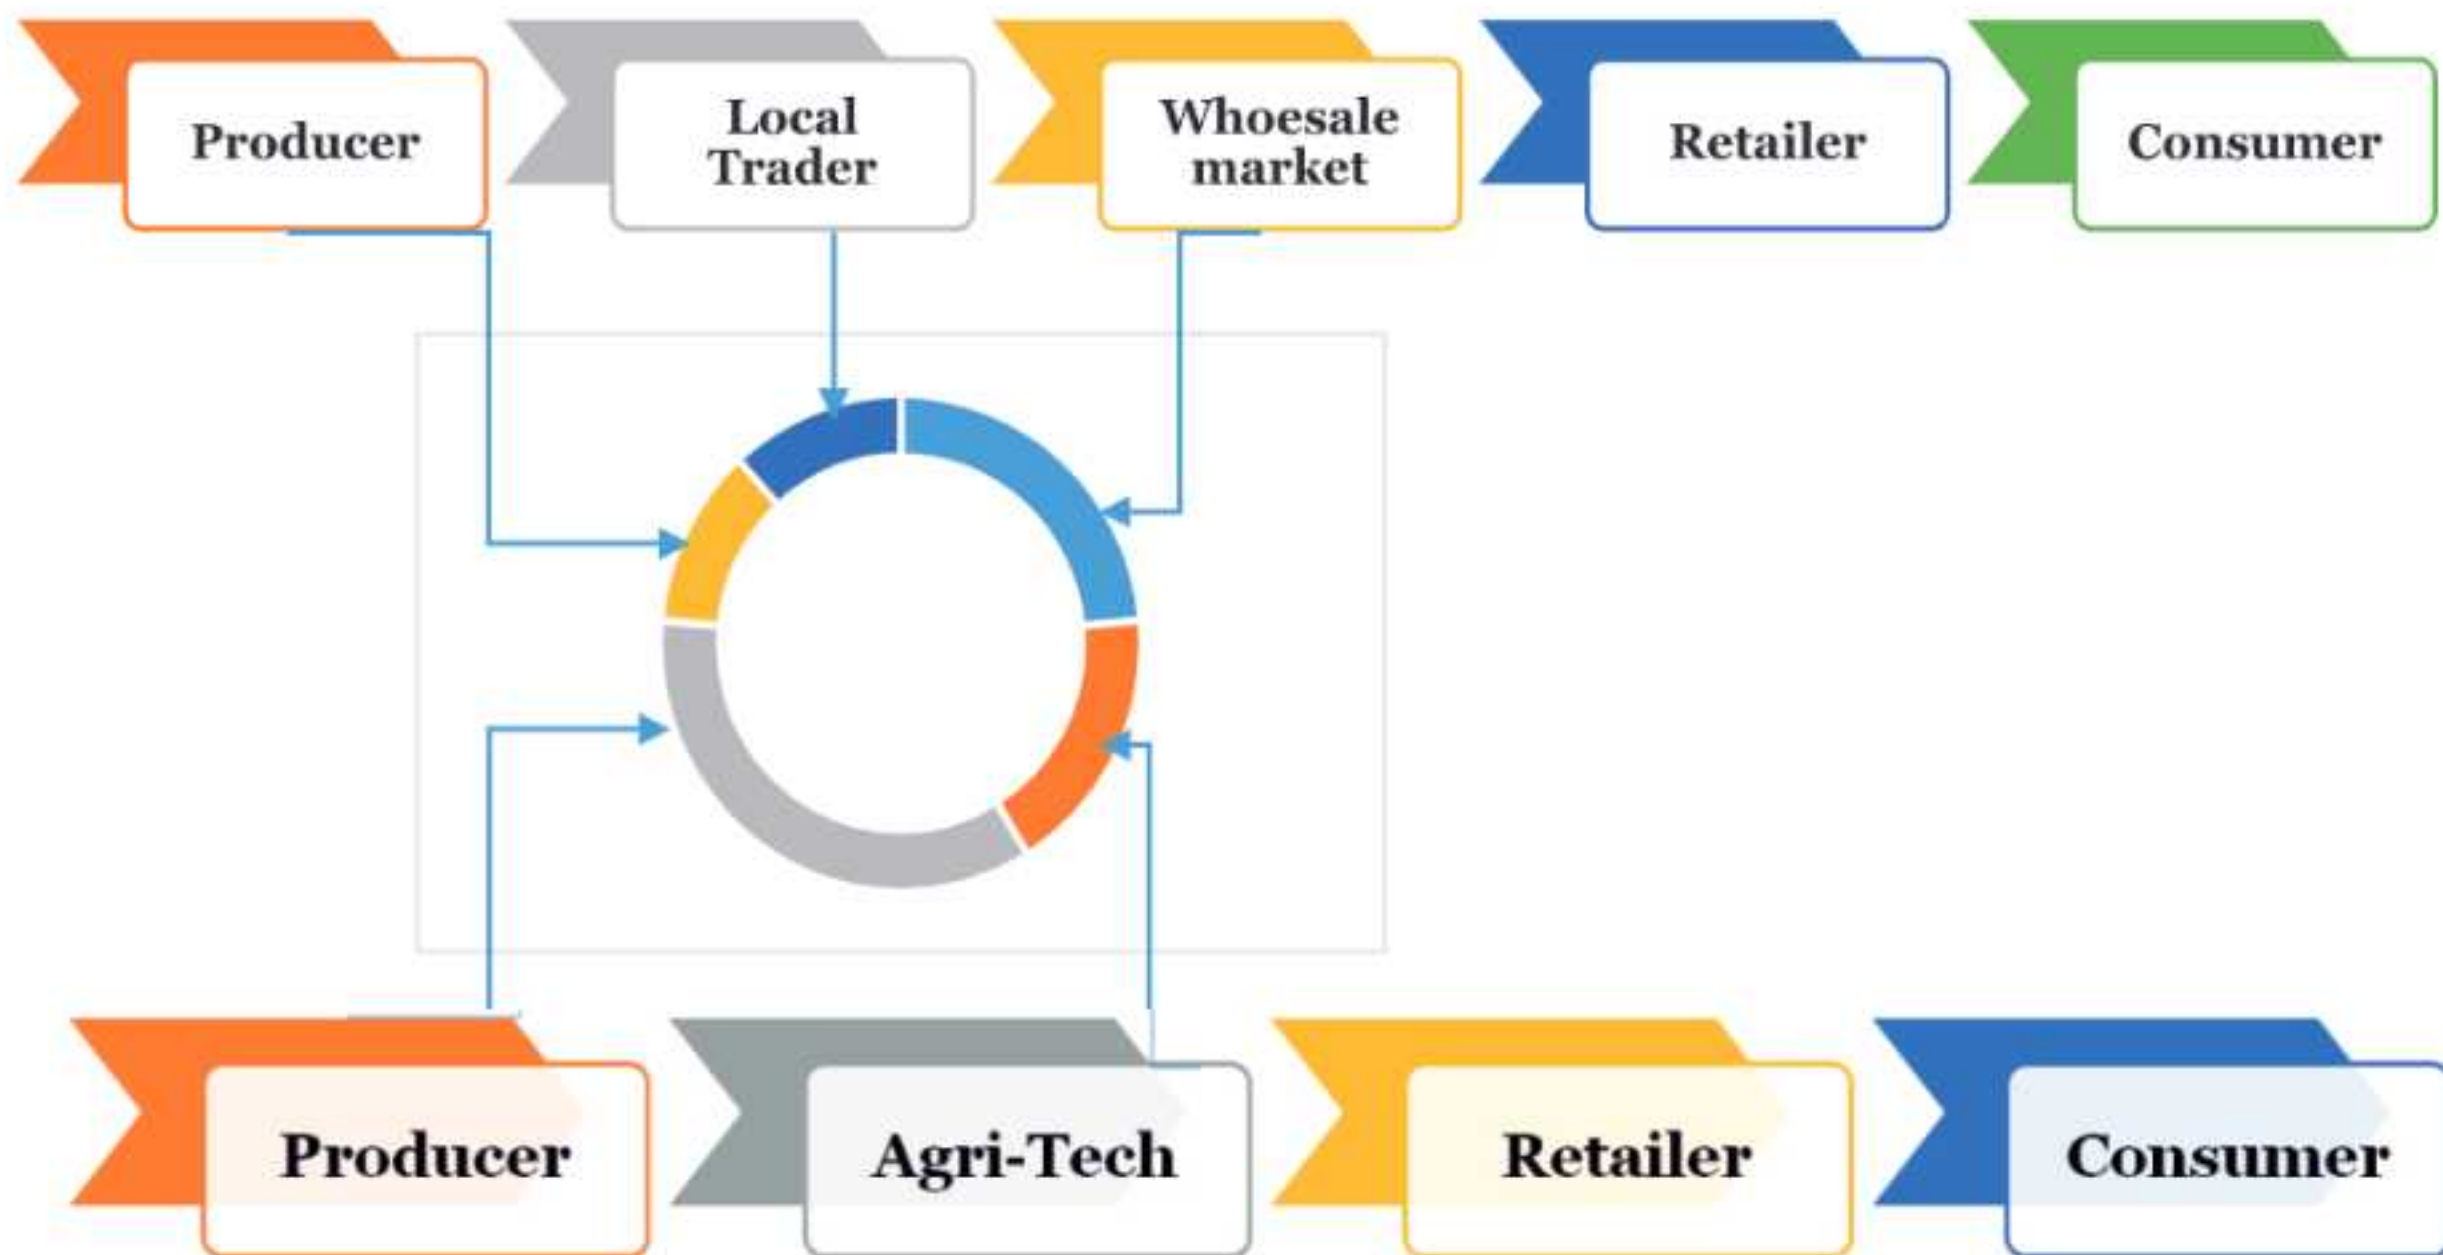 Producer
Local
Trader
Whoesale
market
Retailer
Consumer
Producer
Agri-Tech
Retailer
Consumer